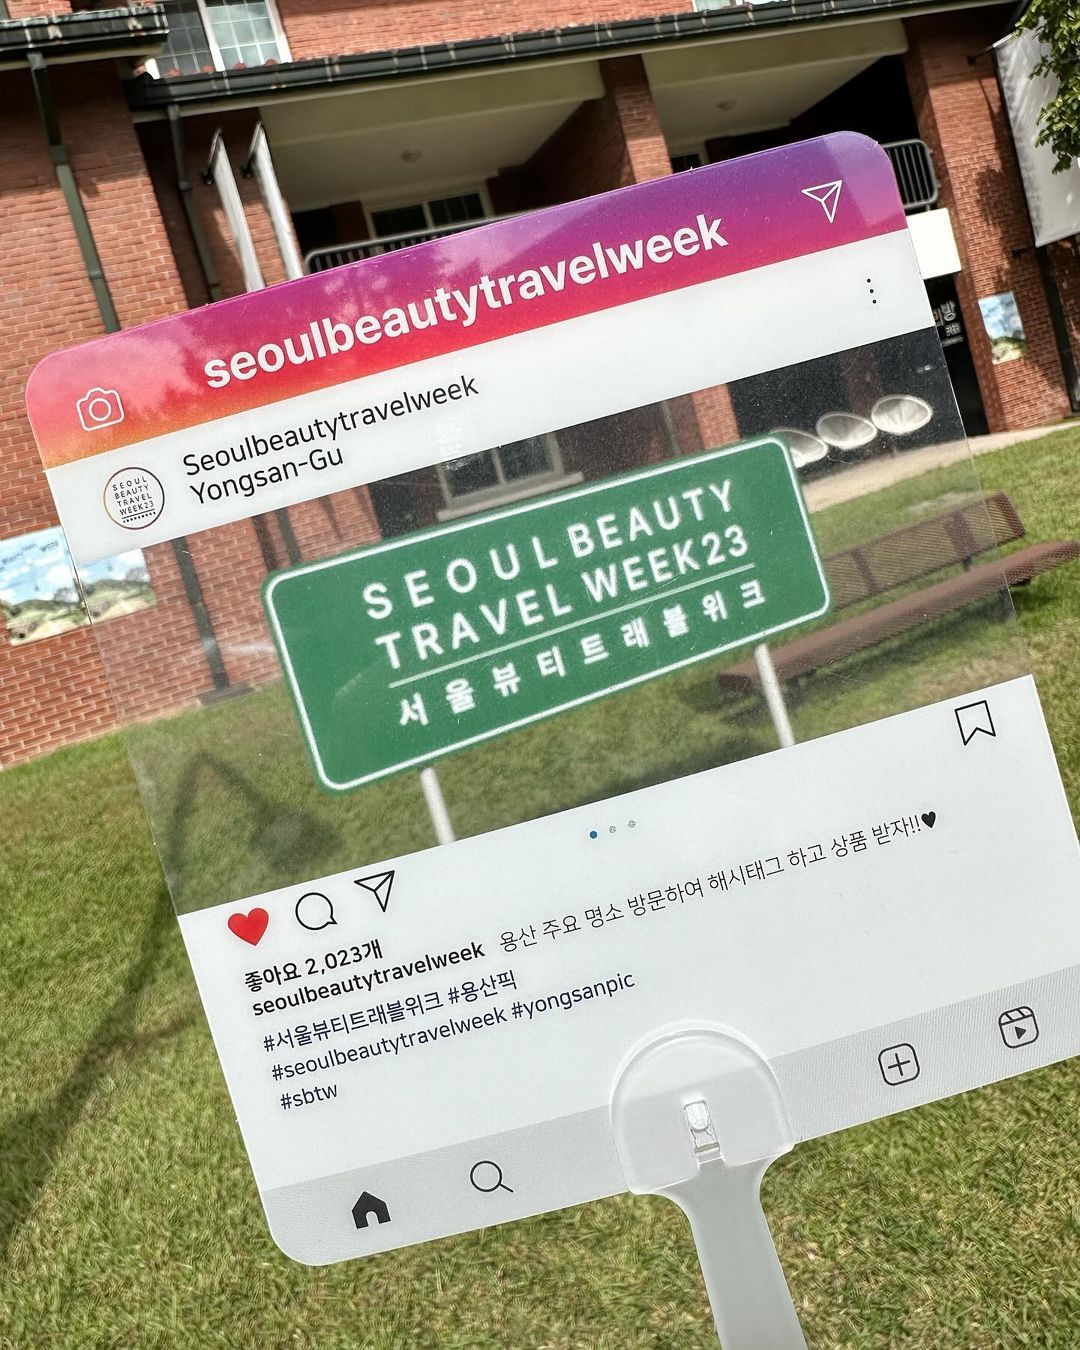 seoulbeautytravelweek
Seoulbeautytravelweek
Yongsan-Gu
SEOUL
BEAUTY
TRAVEL
WEEK23
SEOUL BEAUTY
TRAVEL WEEK23
서울뷰티트래블위크
좋아요 2,023개
seoulbeautytravelweek 용산 주요 명소 방문하여 해시태그 하고 상품 받자!!♥
#서울뷰티트래블위크 #용산픽
#seoulbeautytravelweek #yongsanpic
#sbtw